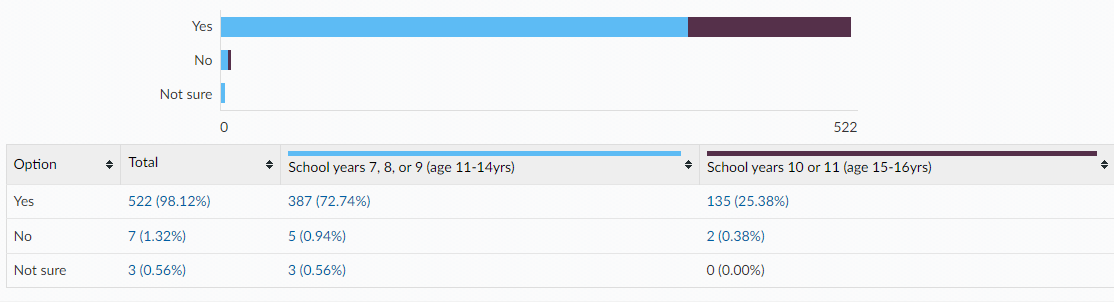 Yes
No
Not sure
0 522
Option Total School years 7, 8, or 9 (age 11-14yrs) School years 10 or 11 (age 15-16yrs)
Yes 522 (98.12%) 387 (72.74%) 135 (25.38%)
No 7 (1.32%) 5 (0.94%) 2 (0.38%)
Not sure 3 (0.56%) 3 (0.56%) 0 (0.00%)